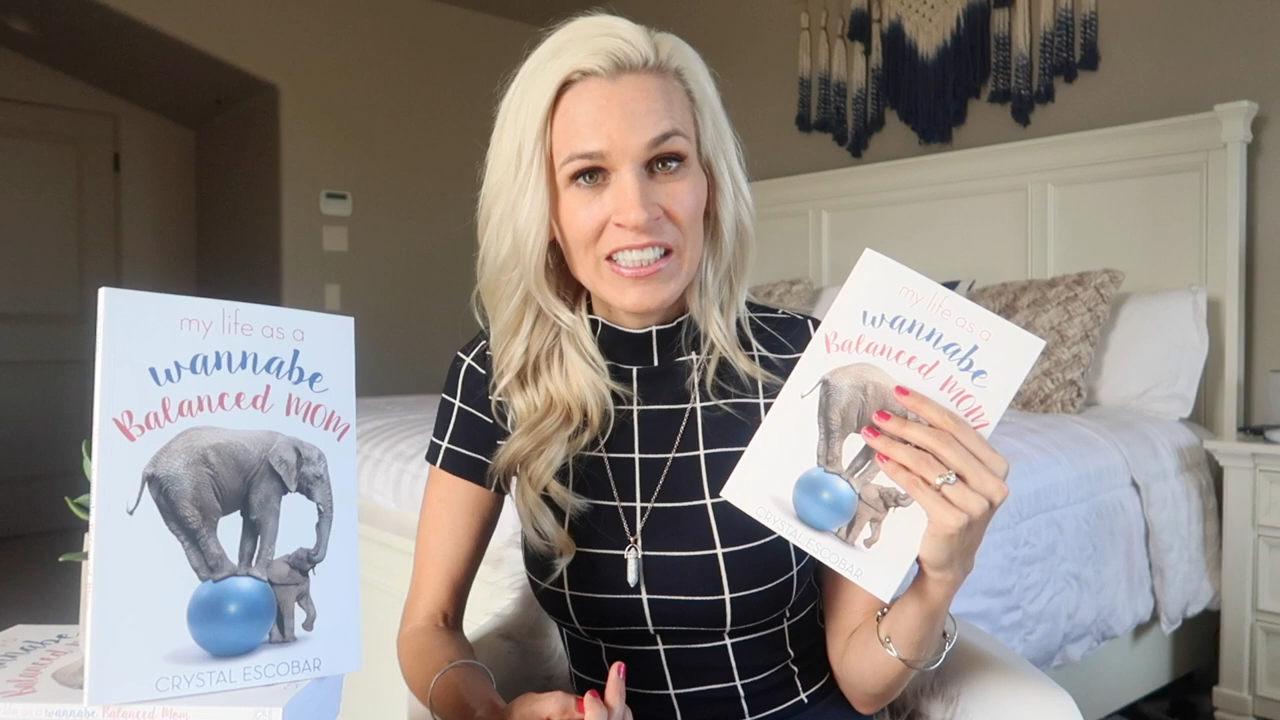 my life as a
wannabe
Balanced MOM
CRYSTAL ESCOBAR
my life as a
wannabe
Balanced MOM
CRYSTAL ESCOBAR
Balanced
wannabe Balanced Mom